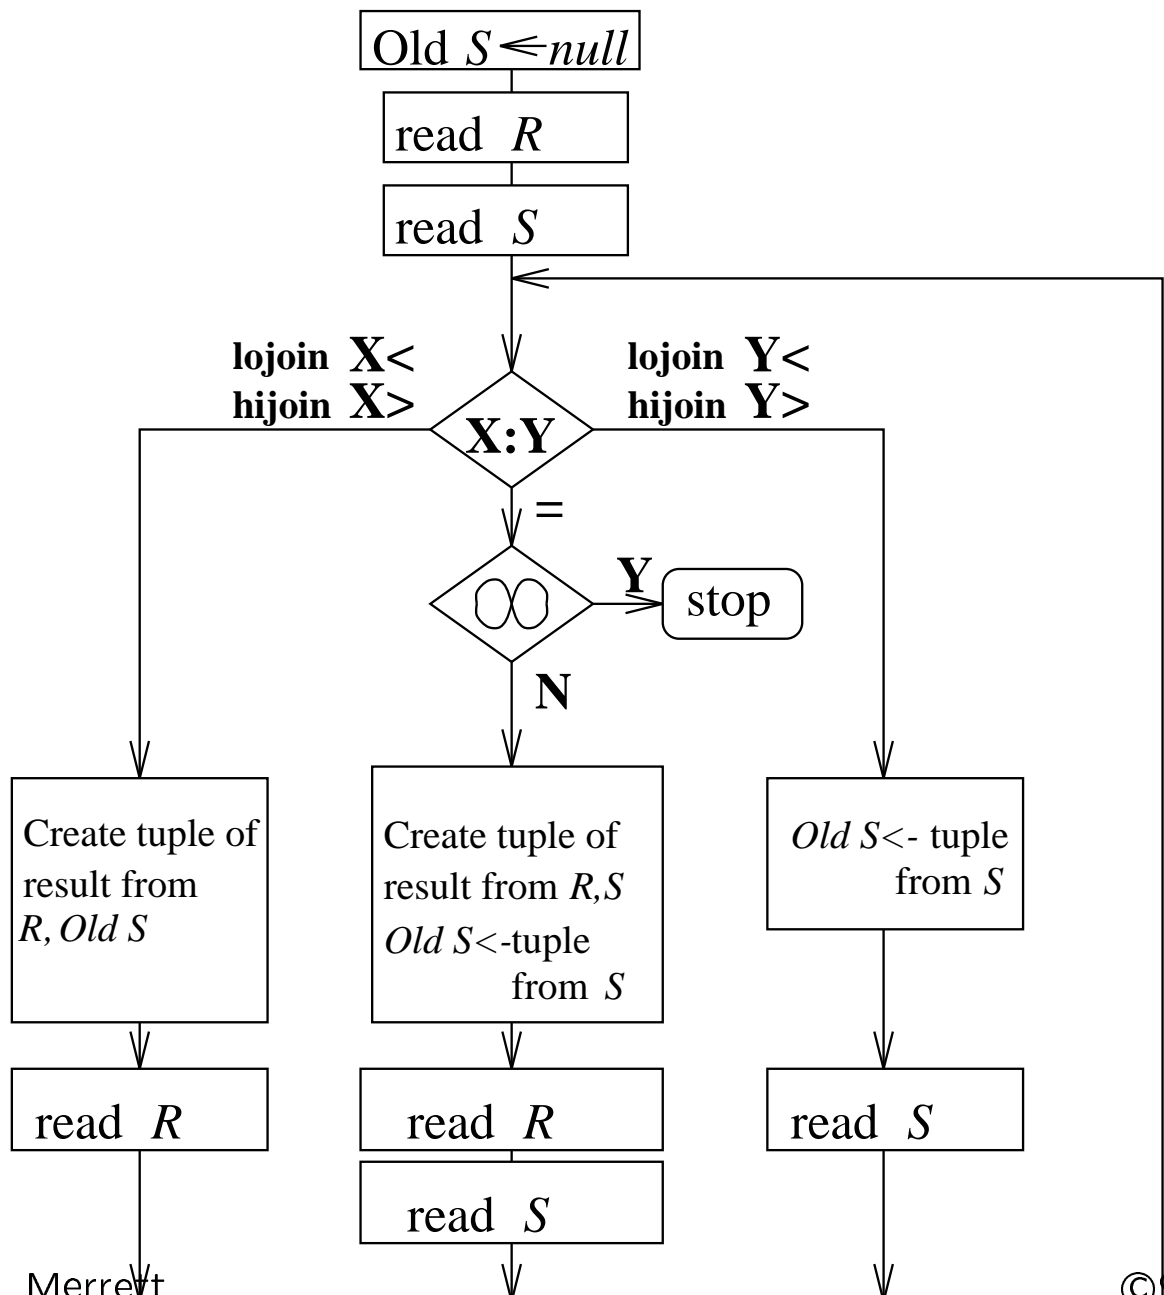 Old S ← null
read R
read S
lojoin X<
hijoin X>
lojoin Y<
hijoin Y>
X:Y
=
∞
Y
stop
N
Create tuple of
result from
R, Old S
Create tuple of
result from R,S
Old S<-tuple
from S
Old S<- tuple
from S
read R
read R
read S
read S
Merrett
©